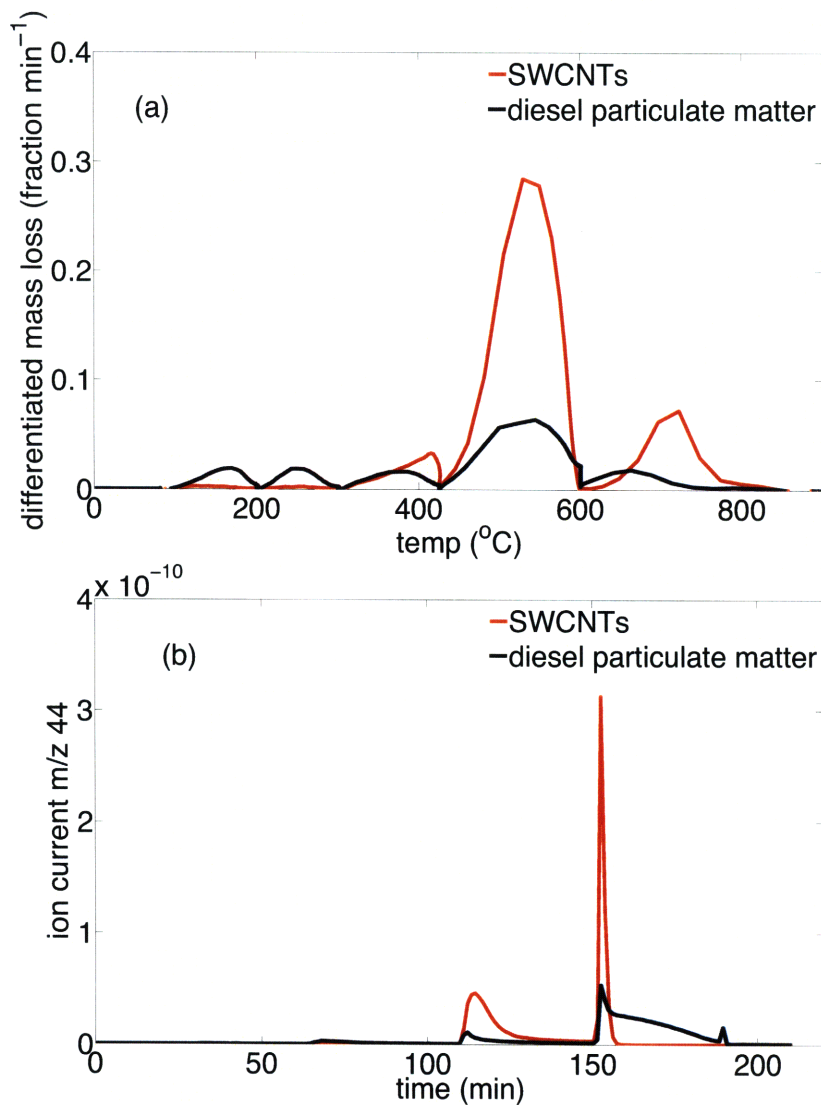 0.4
SWCNTs
diesel particulate matter
(a)
0.3
0.2
0.1
0
differentiated mass loss (fraction min⁻¹)
0 200 400 600 800
temp (°C)
4 x 10⁻¹⁰
SWCNTs
diesel particulate matter
(b)
3
2
1
0
ion current m/z 44
0 50 100 150 200
time (min)